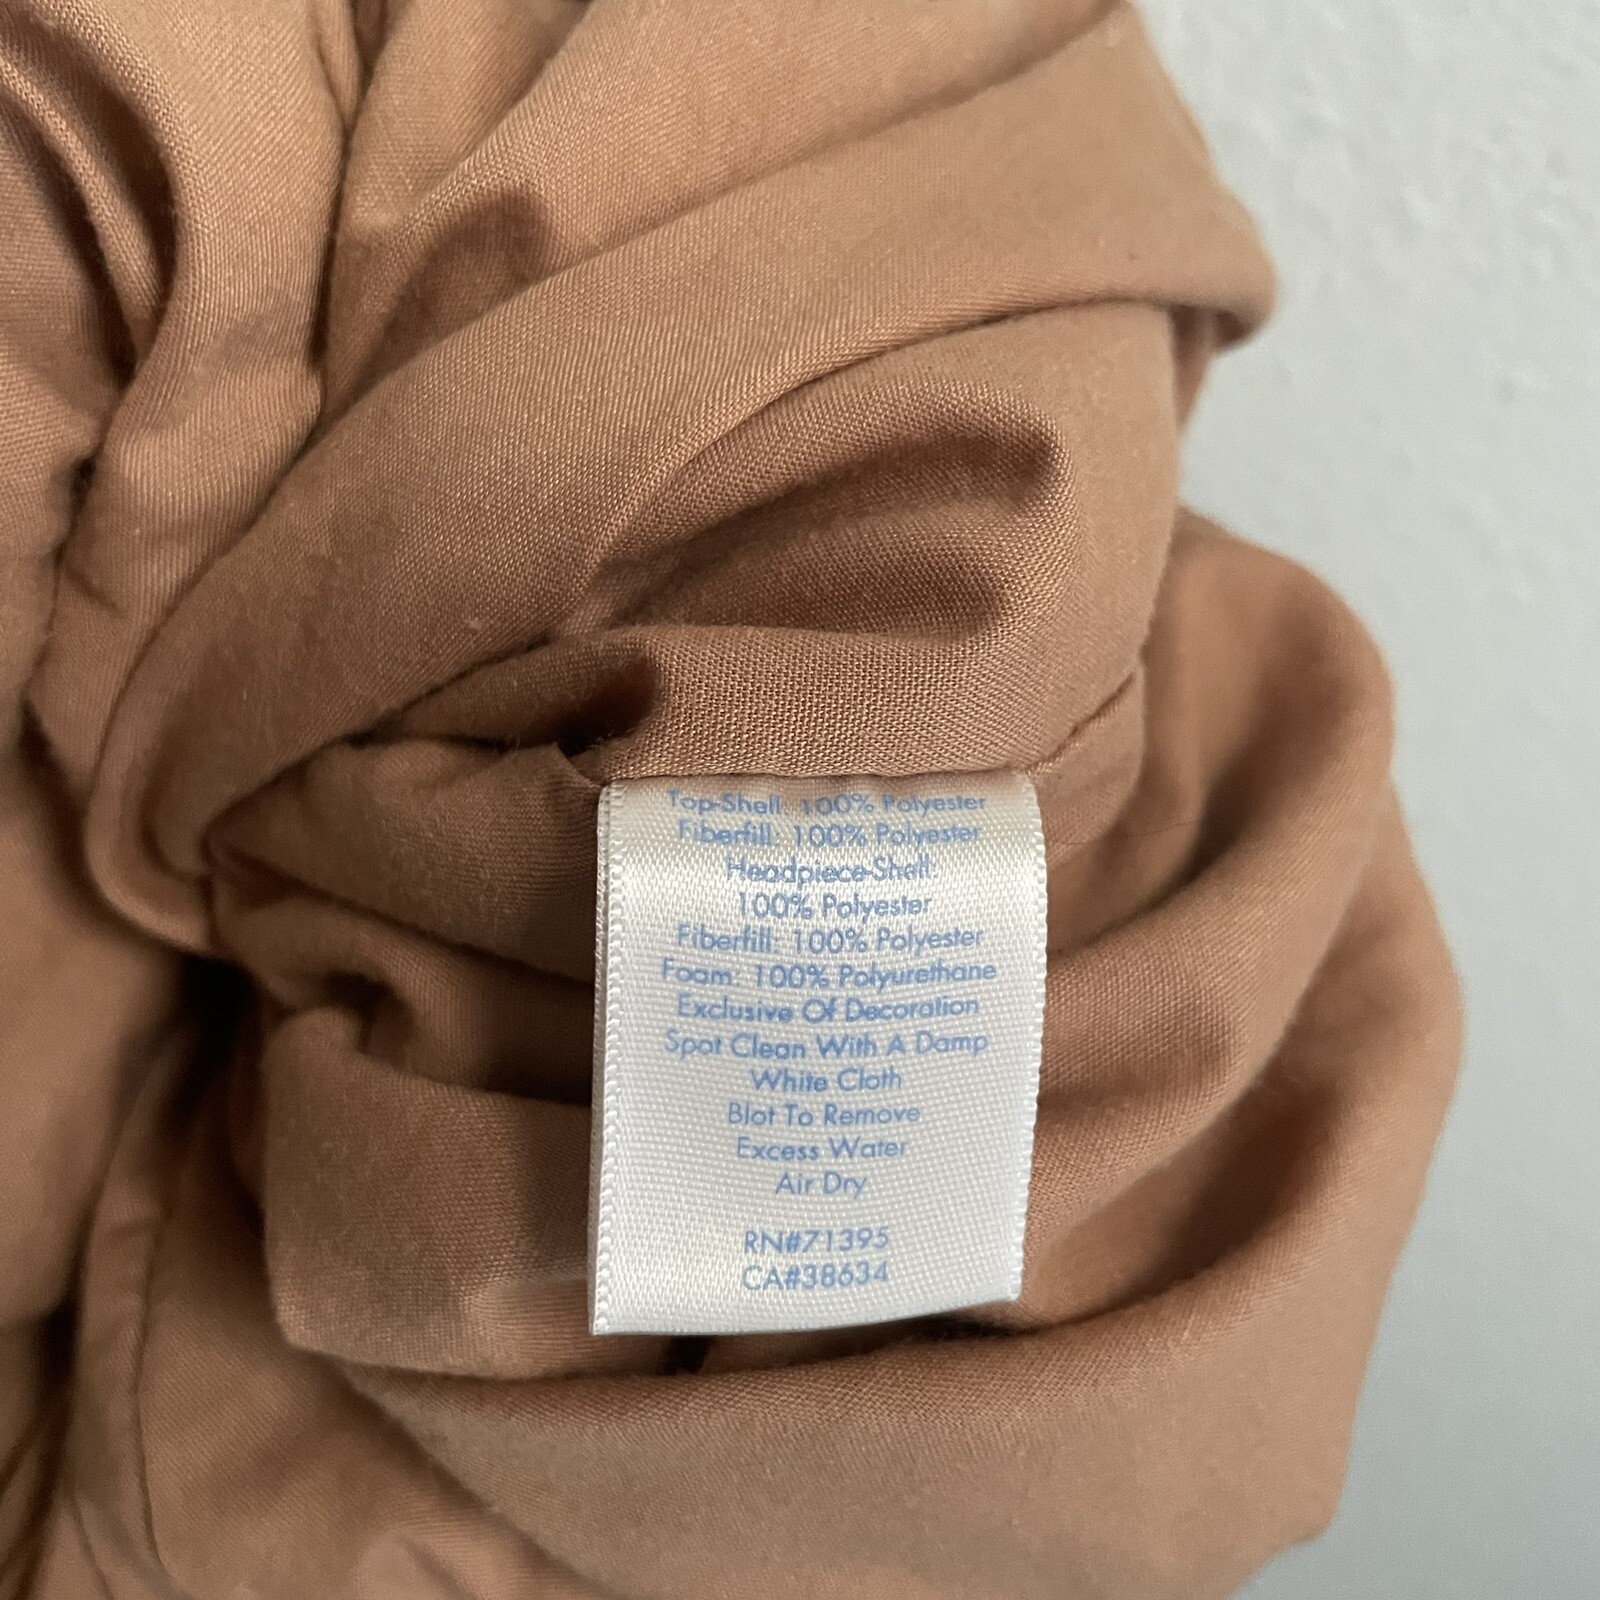 Top-Shell: 100% Polyester
Fiberfill: 100% Polyester
Headpiece-Shell:
100% Polyester
Fiberfill: 100% Polyester
Foam: 100% Polyurethane
Exclusive Of Decoration
Spot Clean With A Damp
White Cloth
Blot To Remove
Excess Water
Air Dry
RN#71395
CA#38634